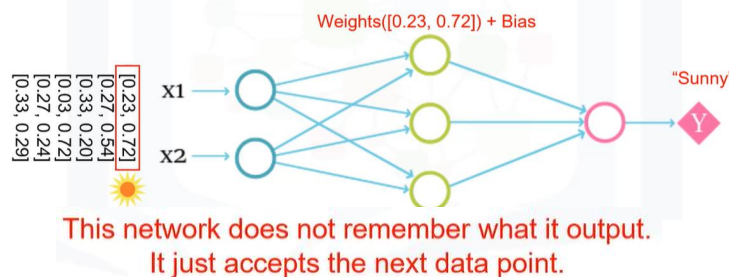 Weights([0.23, 0.72]) + Bias
"Sunny"
[0.23, 0.72]
[0.27, 0.54]
[0.33, 0.20]
[0.03, 0.72]
[0.27, 0.24]
[0.33, 0.29]
X1
X2
Y
This network does not remember what it output.
It just accepts the next data point.